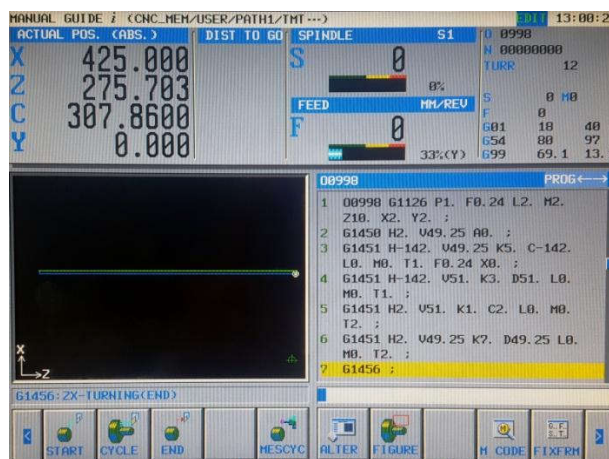 MANUAL GUIDE i (CNC_MEM/USER/PATH1/TMT···) EDIT 13:00:2
ACTUAL POS. (ABS.) DIST TO GO SPINDLE S1 O 0998
X 425.000 S 0 N 00000000
Z 275.703 0% TURR 12
C 307.8600 FEED MM/REV S 0 M0
Y 0.000 F 0 F 0
G01 18 40
G54 80 97
33%(Y) G99 69.1 13.
O0998 PROG←→
1 O0998 G1126 P1. F0.24 L2. M2.
Z10. X2. Y2. ;
2 G1450 H2. V49.25 A0. ;
3 G1451 H-142. V49.25 K5. C-142.
L0. M0. T1. F0.24 X0. ;
4 G1451 H-142. V51. K3. D51. L0.
M0. T1. ;
5 G1451 H2. V51. K1. C2. L0. M0.
T2. ;
6 G1451 H2. V49.25 K7. D49.25 L0.
M0. T2. ;
7 G1456 ;
X
Z
G1456:ZX-TURNING(END)
START CYCLE END MESCYC ALTER FIGURE M CODE FIXFRM